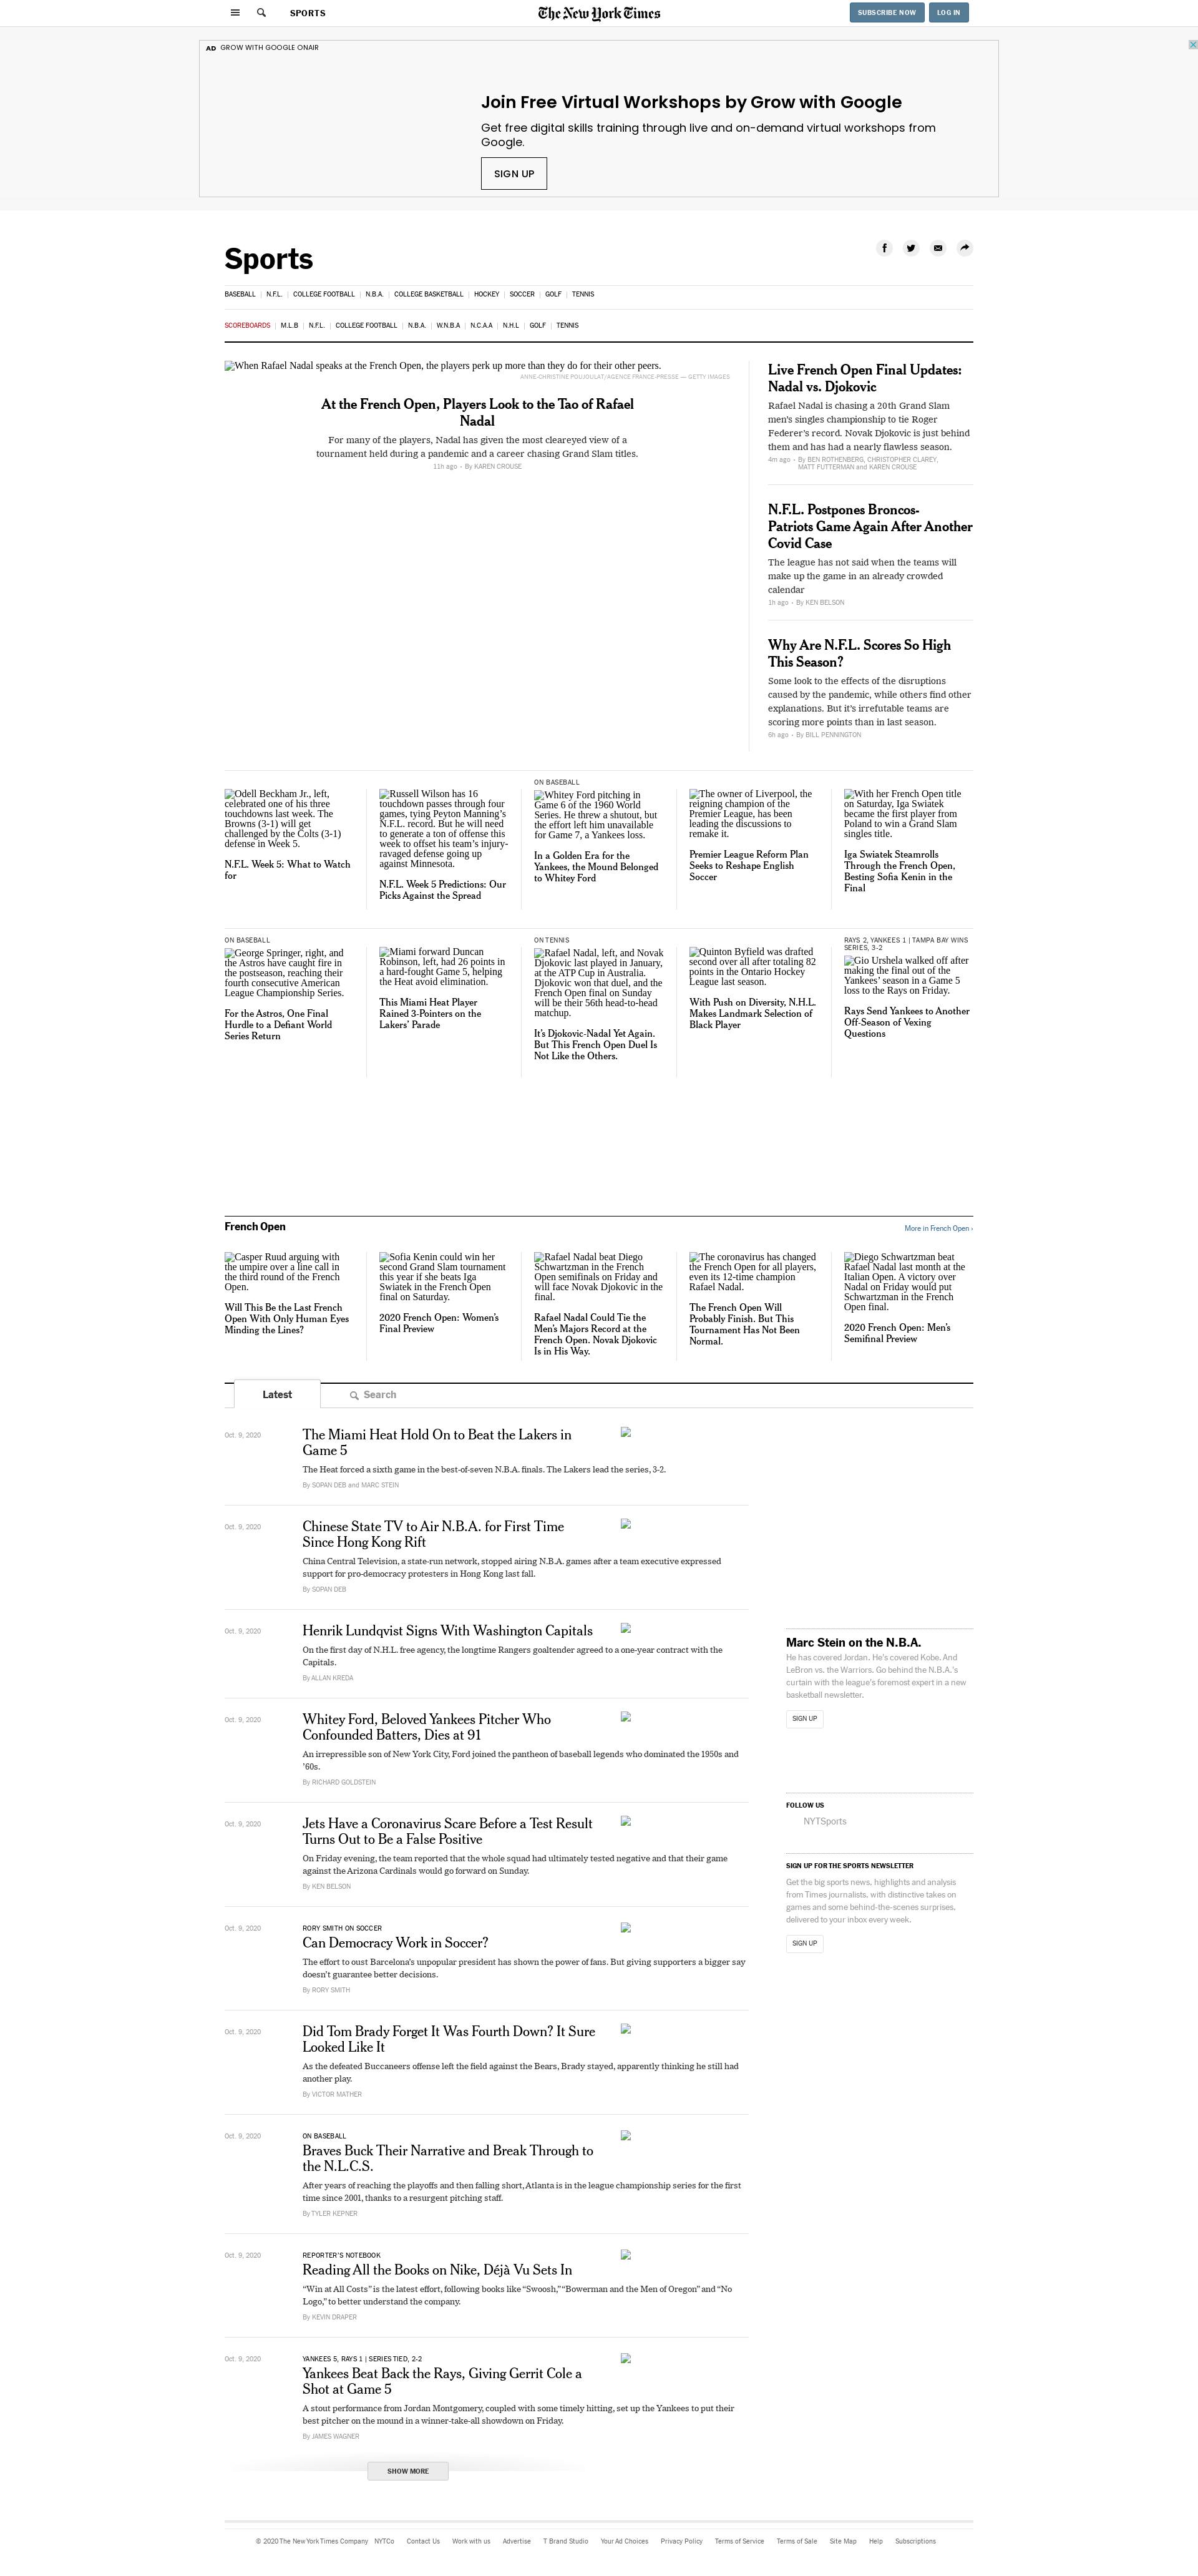 SPORTS
The New York Times
SUBSCRIBE NOW
LOG IN
AD GROW WITH GOOGLE ONAIR
Join Free Virtual Workshops by Grow with Google
Get free digital skills training through live and on-demand virtual workshops from
Google.
SIGN UP
Sports
BASEBALL | N.F.L. | COLLEGE FOOTBALL | N.B.A. | COLLEGE BASKETBALL | HOCKEY | SOCCER | GOLF | TENNIS
SCOREBOARDS | M.L.B | N.F.L. | COLLEGE FOOTBALL | N.B.A. | W.N.B.A | N.C.A.A | N.H.L | GOLF | TENNIS
When Rafael Nadal speaks at the French Open, the players perk up more than they do for their other peers.
ANNE-CHRISTINE POUJOULAT/AGENCE FRANCE-PRESSE — GETTY IMAGES
At the French Open, Players Look to the Tao of Rafael
Nadal
For many of the players, Nadal has given the most cleareyed view of a
tournament held during a pandemic and a career chasing Grand Slam titles.
11h ago · By KAREN CROUSE
Live French Open Final Updates:
Nadal vs. Djokovic
Rafael Nadal is chasing a 20th Grand Slam
men's singles championship to tie Roger
Federer's record. Novak Djokovic is just behind
them and has had a nearly flawless season.
4m ago · By BEN ROTHENBERG, CHRISTOPHER CLAREY,
MATT FUTTERMAN and KAREN CROUSE
N.F.L. Postpones Broncos-
Patriots Game Again After Another
Covid Case
The league has not said when the teams will
make up the game in an already crowded
calendar
1h ago · By KEN BELSON
Why Are N.F.L. Scores So High
This Season?
Some look to the effects of the disruptions
caused by the pandemic, while others find other
explanations. But it's irrefutable teams are
scoring more points than in last season.
6h ago · By BILL PENNINGTON
Odell Beckham Jr., left,
celebrated one of his three
touchdowns last week. The
Browns (3-1) will get
challenged by the Colts (3-1)
defense in Week 5.
N.F.L. Week 5: What to Watch
for
Russell Wilson has 16
touchdown passes through four
games, tying Peyton Manning's
N.F.L. record. But he will need
to generate a ton of offense this
week to offset his team's injury-
ravaged defense going up
against Minnesota.
N.F.L. Week 5 Predictions: Our
Picks Against the Spread
ON BASEBALL
Whitey Ford pitching in
Game 6 of the 1960 World
Series. He threw a shutout, but
the effort left him unavailable
for Game 7, a Yankees loss.
In a Golden Era for the
Yankees, the Mound Belonged
to Whitey Ford
The owner of Liverpool, the
reigning champion of the
Premier League, has been
leading the discussions to
remake it.
Premier League Reform Plan
Seeks to Reshape English
Soccer
With her French Open title
on Saturday, Iga Swiatek
became the first player from
Poland to win a Grand Slam
singles title.
Iga Swiatek Steamrolls
Through the French Open,
Besting Sofia Kenin in the
Final
ON BASEBALL
George Springer, right, and
the Astros have caught fire in
the postseason, reaching their
fourth consecutive American
League Championship Series.
For the Astros, One Final
Hurdle to a Defiant World
Series Return
Miami forward Duncan
Robinson, left, had 26 points in
a hard-fought Game 5, helping
the Heat avoid elimination.
This Miami Heat Player
Rained 3-Pointers on the
Lakers' Parade
ON TENNIS
Rafael Nadal, left, and Novak
Djokovic last played in January,
at the ATP Cup in Australia.
Djokovic won that duel, and the
French Open final on Sunday
will be their 56th head-to-head
matchup.
It's Djokovic-Nadal Yet Again.
But This French Open Duel Is
Not Like the Others.
Quinton Byfield was drafted
second over all after totaling 82
points in the Ontario Hockey
League last season.
With Push on Diversity, N.H.L.
Makes Landmark Selection of
Black Player
RAYS 2, YANKEES 1 | TAMPA BAY WINS
SERIES, 3-2
Gio Urshela walked off after
making the final out of the
Yankees' season in a Game 5
loss to the Rays on Friday.
Rays Send Yankees to Another
Off-Season of Vexing
Questions
French Open
More in French Open ›
Casper Ruud arguing with
the umpire over a line call in
the third round of the French
Open.
Will This Be the Last French
Open With Only Human Eyes
Minding the Lines?
Sofia Kenin could win her
second Grand Slam tournament
this year if she beats Iga
Swiatek in the French Open
final on Saturday.
2020 French Open: Women's
Final Preview
Rafael Nadal beat Diego
Schwartzman in the French
Open semifinals on Friday and
will face Novak Djokovic in the
final.
Rafael Nadal Could Tie the
Men's Majors Record at the
French Open. Novak Djokovic
Is in His Way.
The coronavirus has changed
the French Open for all players,
even its 12-time champion
Rafael Nadal.
The French Open Will
Probably Finish. But This
Tournament Has Not Been
Normal.
Diego Schwartzman beat
Rafael Nadal last month at the
Italian Open. A victory over
Nadal on Friday would put
Schwartzman in the French
Open final.
2020 French Open: Men's
Semifinal Preview
Latest
Search
Oct. 9, 2020
The Miami Heat Hold On to Beat the Lakers in
Game 5
The Heat forced a sixth game in the best-of-seven N.B.A. finals. The Lakers lead the series, 3-2.
By SOPAN DEB and MARC STEIN
Oct. 9, 2020
Chinese State TV to Air N.B.A. for First Time
Since Hong Kong Rift
China Central Television, a state-run network, stopped airing N.B.A. games after a team executive expressed
support for pro-democracy protesters in Hong Kong last fall.
By SOPAN DEB
Oct. 9, 2020
Henrik Lundqvist Signs With Washington Capitals
On the first day of N.H.L. free agency, the longtime Rangers goaltender agreed to a one-year contract with the
Capitals.
By ALLAN KREDA
Oct. 9, 2020
Whitey Ford, Beloved Yankees Pitcher Who
Confounded Batters, Dies at 91
An irrepressible son of New York City, Ford joined the pantheon of baseball legends who dominated the 1950s and
'60s.
By RICHARD GOLDSTEIN
Oct. 9, 2020
Jets Have a Coronavirus Scare Before a Test Result
Turns Out to Be a False Positive
On Friday evening, the team reported that the whole squad had ultimately tested negative and that their game
against the Arizona Cardinals would go forward on Sunday.
By KEN BELSON
Oct. 9, 2020
RORY SMITH ON SOCCER
Can Democracy Work in Soccer?
The effort to oust Barcelona's unpopular president has shown the power of fans. But giving supporters a bigger say
doesn't guarantee better decisions.
By RORY SMITH
Oct. 9, 2020
Did Tom Brady Forget It Was Fourth Down? It Sure
Looked Like It
As the defeated Buccaneers offense left the field against the Bears, Brady stayed, apparently thinking he still had
another play.
By VICTOR MATHER
Oct. 9, 2020
ON BASEBALL
Braves Buck Their Narrative and Break Through to
the N.L.C.S.
After years of reaching the playoffs and then falling short, Atlanta is in the league championship series for the first
time since 2001, thanks to a resurgent pitching staff.
By TYLER KEPNER
Oct. 9, 2020
REPORTER'S NOTEBOOK
Reading All the Books on Nike, Déjà Vu Sets In
“Win at All Costs” is the latest effort, following books like “Swoosh,” “Bowerman and the Men of Oregon” and “No
Logo,” to better understand the company.
By KEVIN DRAPER
Oct. 9, 2020
YANKEES 5, RAYS 1 | SERIES TIED, 2-2
Yankees Beat Back the Rays, Giving Gerrit Cole a
Shot at Game 5
A stout performance from Jordan Montgomery, coupled with some timely hitting, set up the Yankees to put their
best pitcher on the mound in a winner-take-all showdown on Friday.
By JAMES WAGNER
SHOW MORE
Marc Stein on the N.B.A.
He has covered Jordan. He's covered Kobe. And
LeBron vs. the Warriors. Go behind the N.B.A.'s
curtain with the league's foremost expert in a new
basketball newsletter.
SIGN UP
FOLLOW US
NYTSports
SIGN UP FOR THE SPORTS NEWSLETTER
Get the big sports news, highlights and analysis
from Times journalists, with distinctive takes on
games and some behind-the-scenes surprises,
delivered to your inbox every week.
SIGN UP
© 2020 The New York Times Company NYTCo Contact Us Work with us Advertise T Brand Studio Your Ad Choices Privacy Policy Terms of Service Terms of Sale Site Map Help Subscriptions